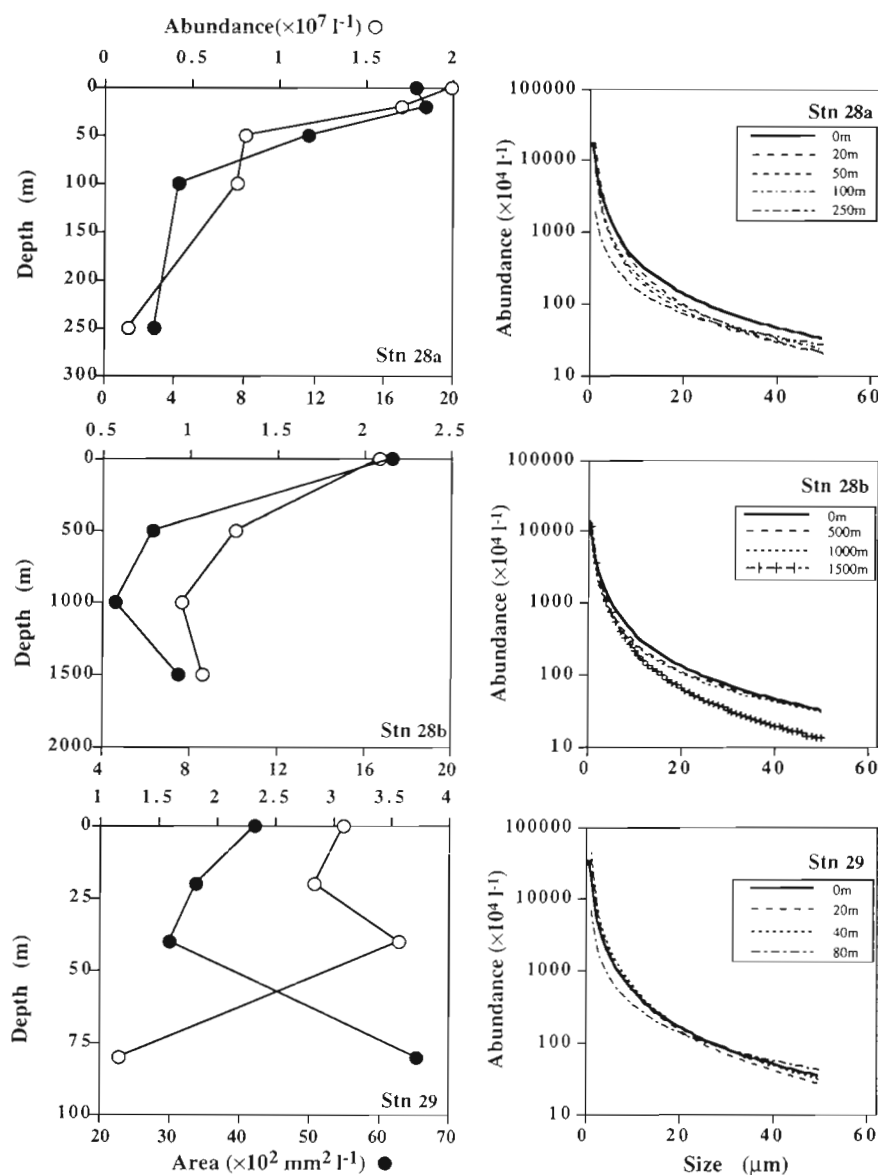 Abundance(×10⁷ l⁻¹) ○
0 0.5 1 1.5 2
0
50
100
150
200
250
300
Depth (m)
Stn 28a
0 4 8 12 16 20
100000
10000
1000
100
10
Abundance (×10⁴ l⁻¹)
Stn 28a
0m
20m
50m
100m
250m
0 20 40 60
0.5 1 1.5 2 2.5
0
500
1000
1500
2000
Depth (m)
Stn 28b
4 8 12 16 20
100000
10000
1000
100
10
Abundance (×10⁴ l⁻¹)
Stn 28b
0m
500m
1000m
1500m
0 20 40 60
1 1.5 2 2.5 3 3.5 4
0
25
50
75
100
Depth (m)
Stn 29
20 30 40 50 60 70
Area (×10² mm² l⁻¹) ●
100000
10000
1000
100
10
Abundance (×10⁴ l⁻¹)
Stn 29
0m
20m
40m
80m
0 20 40 60
Size (μm)